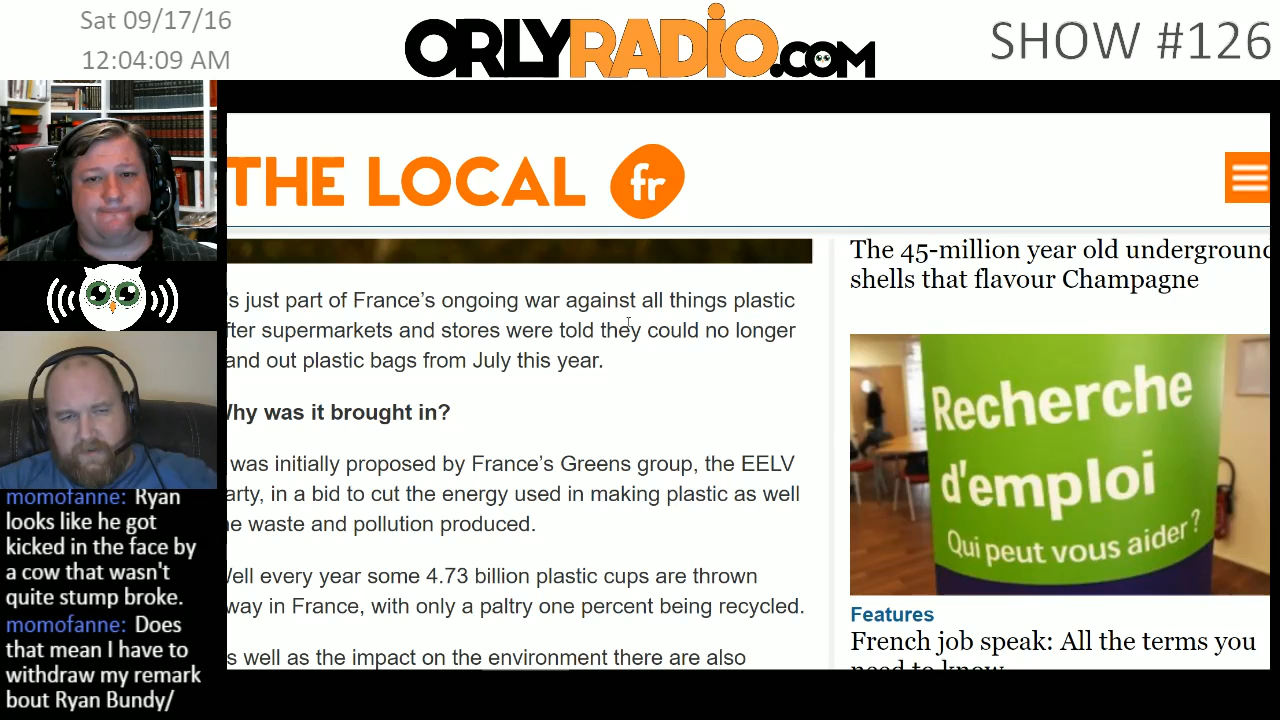 Sat 09/17/16
12:04:09 AM
ORLYRADiO.COM
SHOW #126
THE LOCAL fr
s just part of France's ongoing war against all things plastic
fter supermarkets and stores were told they could no longer
and out plastic bags from July this year.
Why was it brought in?
was initially proposed by France's Greens group, the EELV
arty, in a bid to cut the energy used in making plastic as well
e waste and pollution produced.
Well every year some 4.73 billion plastic cups are thrown
way in France, with only a paltry one percent being recycled.
s well as the impact on the environment there are also
The 45-million year old underground
shells that flavour Champagne
Recherche
d'emploi
Qui peut vous aider ?
Features
French job speak: All the terms you
need to know
momofanne: Ryan
looks like he got
kicked in the face by
a cow that wasn't
quite stump broke.
momofanne: Does
that mean I have to
withdraw my remark
bout Ryan Bundy/